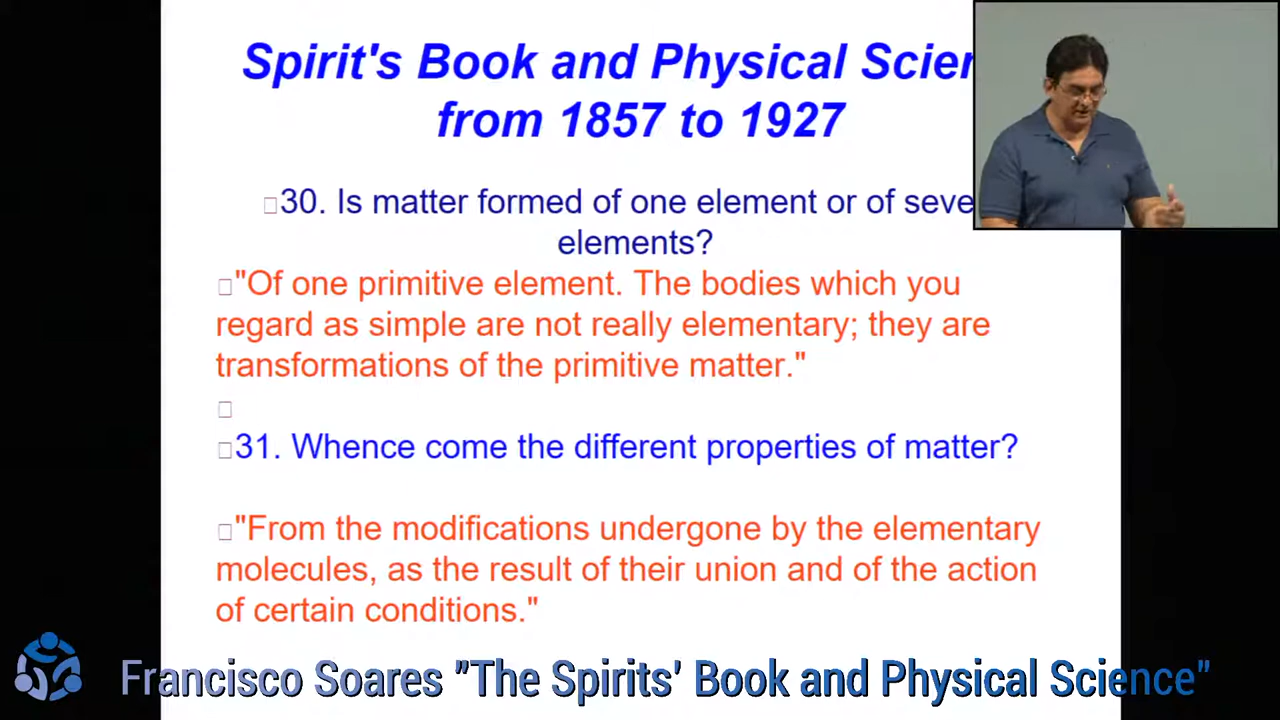 Spirit's Book and Physical Scien
from 1857 to 1927
30. Is matter formed of one element or of seve
elements?
"Of one primitive element. The bodies which you
regard as simple are not really elementary; they are
transformations of the primitive matter."
31. Whence come the different properties of matter?
"From the modifications undergone by the elementary
molecules, as the result of their union and of the action
of certain conditions."
Francisco Soares "The Spirits' Book and Physical Science"